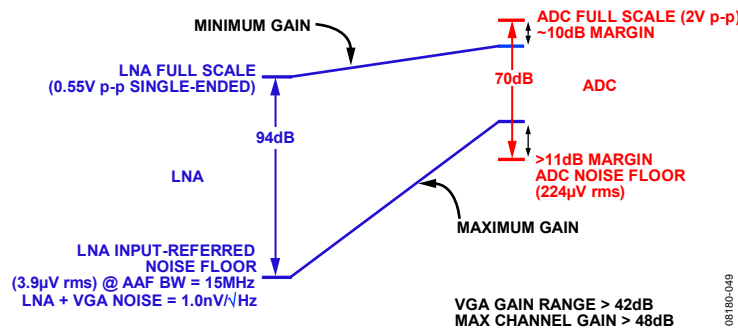 MINIMUM GAIN
ADC FULL SCALE (2V p-p)
~10dB MARGIN
LNA FULL SCALE
(0.55V p-p SINGLE-ENDED)
70dB
ADC
94dB
LNA
>11dB MARGIN
ADC NOISE FLOOR
(224µV rms)
MAXIMUM GAIN
LNA INPUT-REFERRED
NOISE FLOOR
(3.9µV rms) @ AAF BW = 15MHz
LNA + VGA NOISE = 1.0nV/√Hz
VGA GAIN RANGE > 42dB
MAX CHANNEL GAIN > 48dB
08180-049